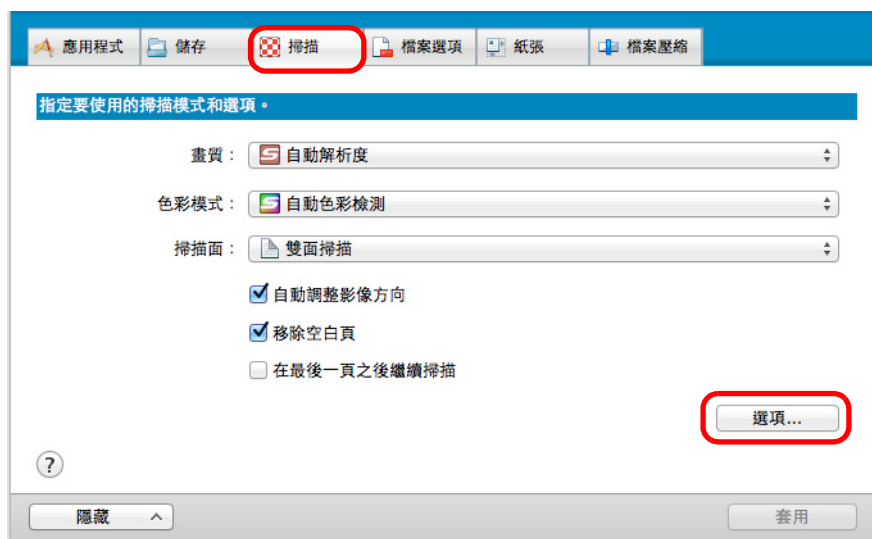 應用程式 儲存 掃描 檔案選項 紙張 檔案壓縮
指定要使用的掃描模式和選項。
畫質： 自動解析度
色彩模式： 自動色彩檢測
掃描面： 雙面掃描
自動調整影像方向
移除空白頁
在最後一頁之後繼續掃描
選項...
?
隱藏 套用